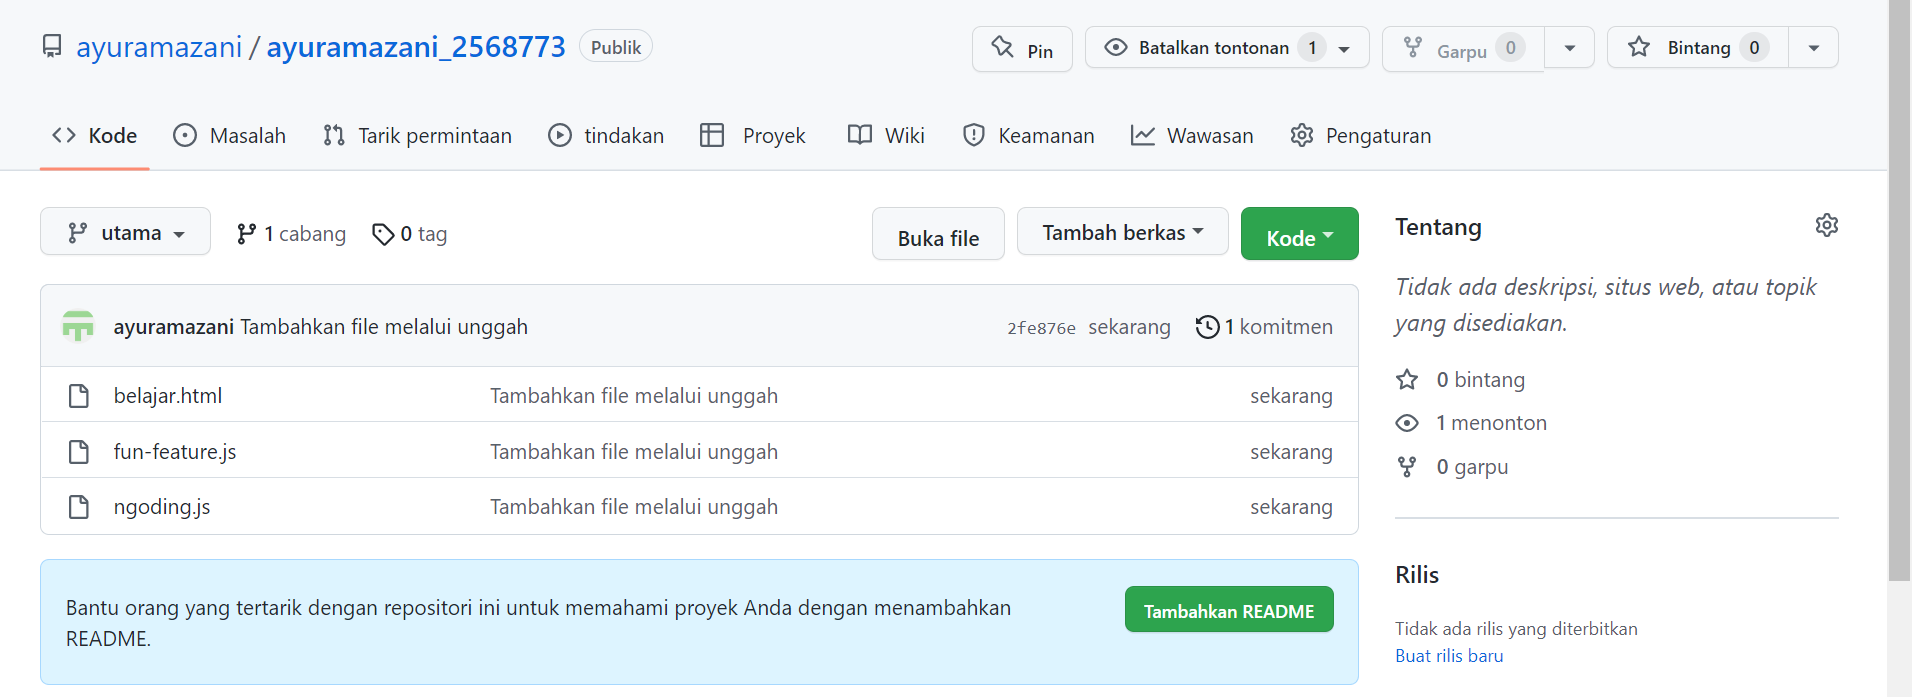 ayuramazani / ayuramazani_2568773 Publik
Pin
Batalkan tontonan 1
Garpu 0
Bintang 0
Kode
Masalah
Tarik permintaan
tindakan
Proyek
Wiki
Keamanan
Wawasan
Pengaturan
utama
1 cabang
0 tag
Buka file
Tambah berkas
Kode
ayuramazani Tambahkan file melalui unggah
2fe876e sekarang
1 komitmen
belajar.html Tambahkan file melalui unggah sekarang
fun-feature.js Tambahkan file melalui unggah sekarang
ngoding.js Tambahkan file melalui unggah sekarang
Bantu orang yang tertarik dengan repositori ini untuk memahami proyek Anda dengan menambahkan
README.
Tambahkan README
Tentang
Tidak ada deskripsi, situs web, atau topik
yang disediakan.
0 bintang
1 menonton
0 garpu
Rilis
Tidak ada rilis yang diterbitkan
Buat rilis baru